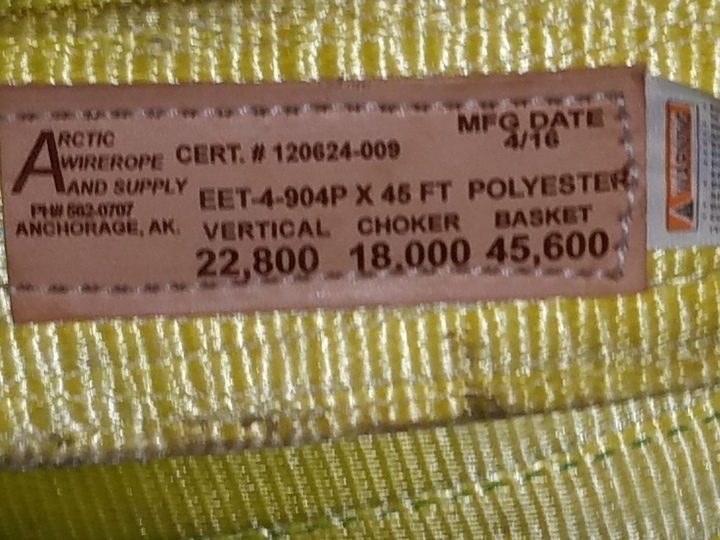 ARCTIC
WIREROPE
AND SUPPLY
PH# 562-0707
ANCHORAGE, AK.
CERT. # 120624-009
MFG DATE
4/16
EET-4-904P X 45 FT POLYESTER
VERTICAL CHOKER BASKET
22,800 18,000 45,600